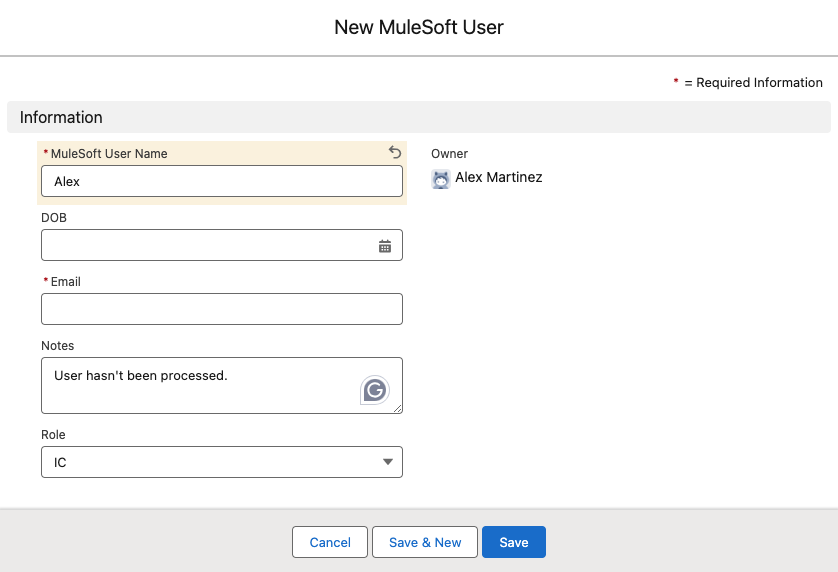 New MuleSoft User
* = Required Information
Information
* MuleSoft User Name
Alex
Owner
Alex Martinez
DOB
* Email
Notes
User hasn't been processed.
Role
IC
Cancel
Save & New
Save